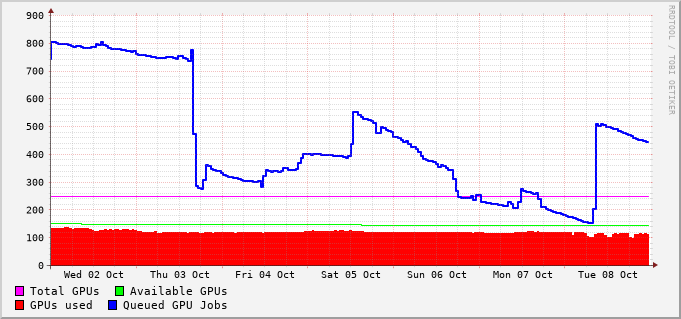 900
800
700
600
500
400
300
200
100
0
Wed 02 Oct Thu 03 Oct Fri 04 Oct Sat 05 Oct Sun 06 Oct Mon 07 Oct Tue 08 Oct
Total GPUs Available GPUs
GPUs used Queued GPU Jobs
RRDTOOL / TOBI OETIKER